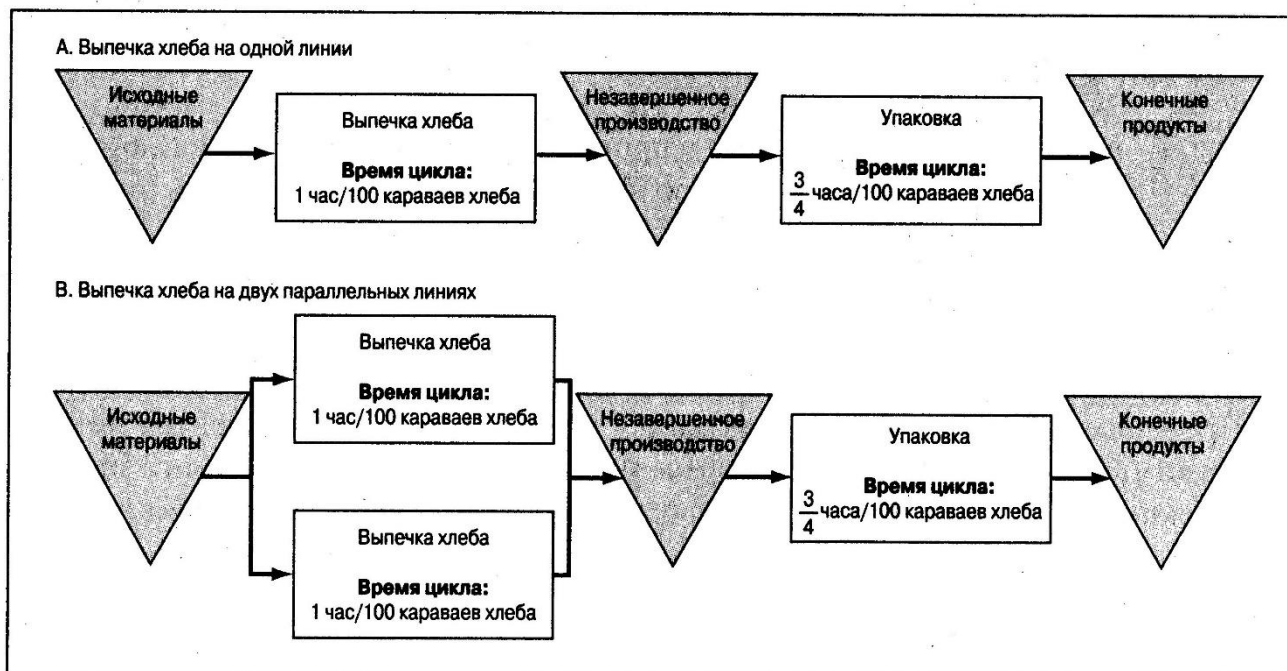 А. Выпечка хлеба на одной линии
Исходные
материалы
Выпечка хлеба
Время цикла:
1 час/100 караваев хлеба
Незавершенное
производство
Упаковка
Время цикла:
3/4 часа/100 караваев хлеба
Конечные
продукты
В. Выпечка хлеба на двух параллельных линиях
Исходные
материалы
Выпечка хлеба
Время цикла:
1 час/100 караваев хлеба
Выпечка хлеба
Время цикла:
1 час/100 караваев хлеба
Незавершенное
производство
Упаковка
Время цикла:
3/4 часа/100 караваев хлеба
Конечные
продукты